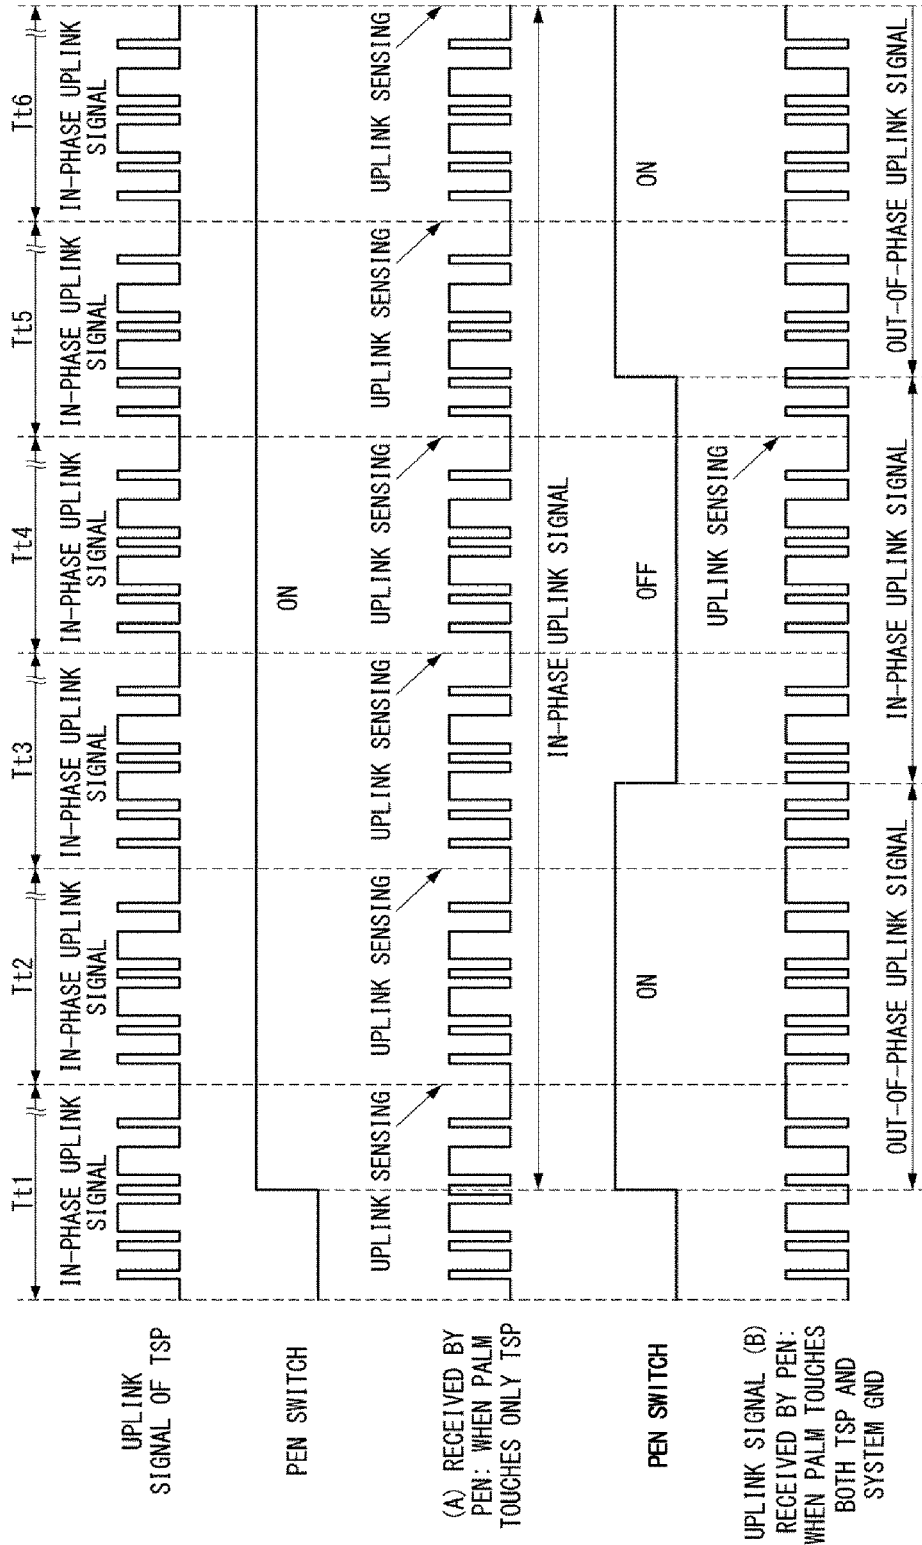 Tt1
Tt2
Tt3
Tt4
Tt5
Tt6
UPLINK
SIGNAL OF TSP
IN-PHASE UPLINK
SIGNAL
IN-PHASE UPLINK
SIGNAL
IN-PHASE UPLINK
SIGNAL
IN-PHASE UPLINK
SIGNAL
IN-PHASE UPLINK
SIGNAL
IN-PHASE UPLINK
SIGNAL
PEN SWITCH
ON
UPLINK SENSING
UPLINK SENSING
UPLINK SENSING
UPLINK SENSING
UPLINK SENSING
UPLINK SENSING
(A) RECEIVED BY
PEN: WHEN PALM
TOUCHES ONLY TSP
IN-PHASE UPLINK SIGNAL
PEN SWITCH
ON
OFF
ON
UPLINK SENSING
UPLINK SIGNAL (B)
RECEIVED BY PEN:
WHEN PALM TOUCHES
BOTH TSP AND
SYSTEM GND
OUT-OF-PHASE UPLINK SIGNAL
IN-PHASE UPLINK SIGNAL
OUT-OF-PHASE UPLINK SIGNAL